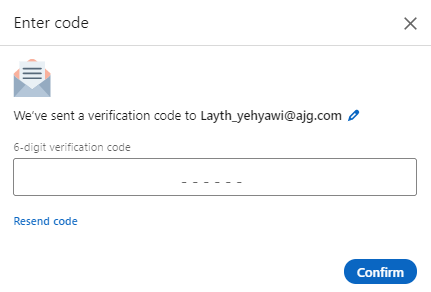 Enter code
We've sent a verification code to Layth_yehyawi@ajg.com
6-digit verification code
_ _ _ _ _ _
Resend code
Confirm